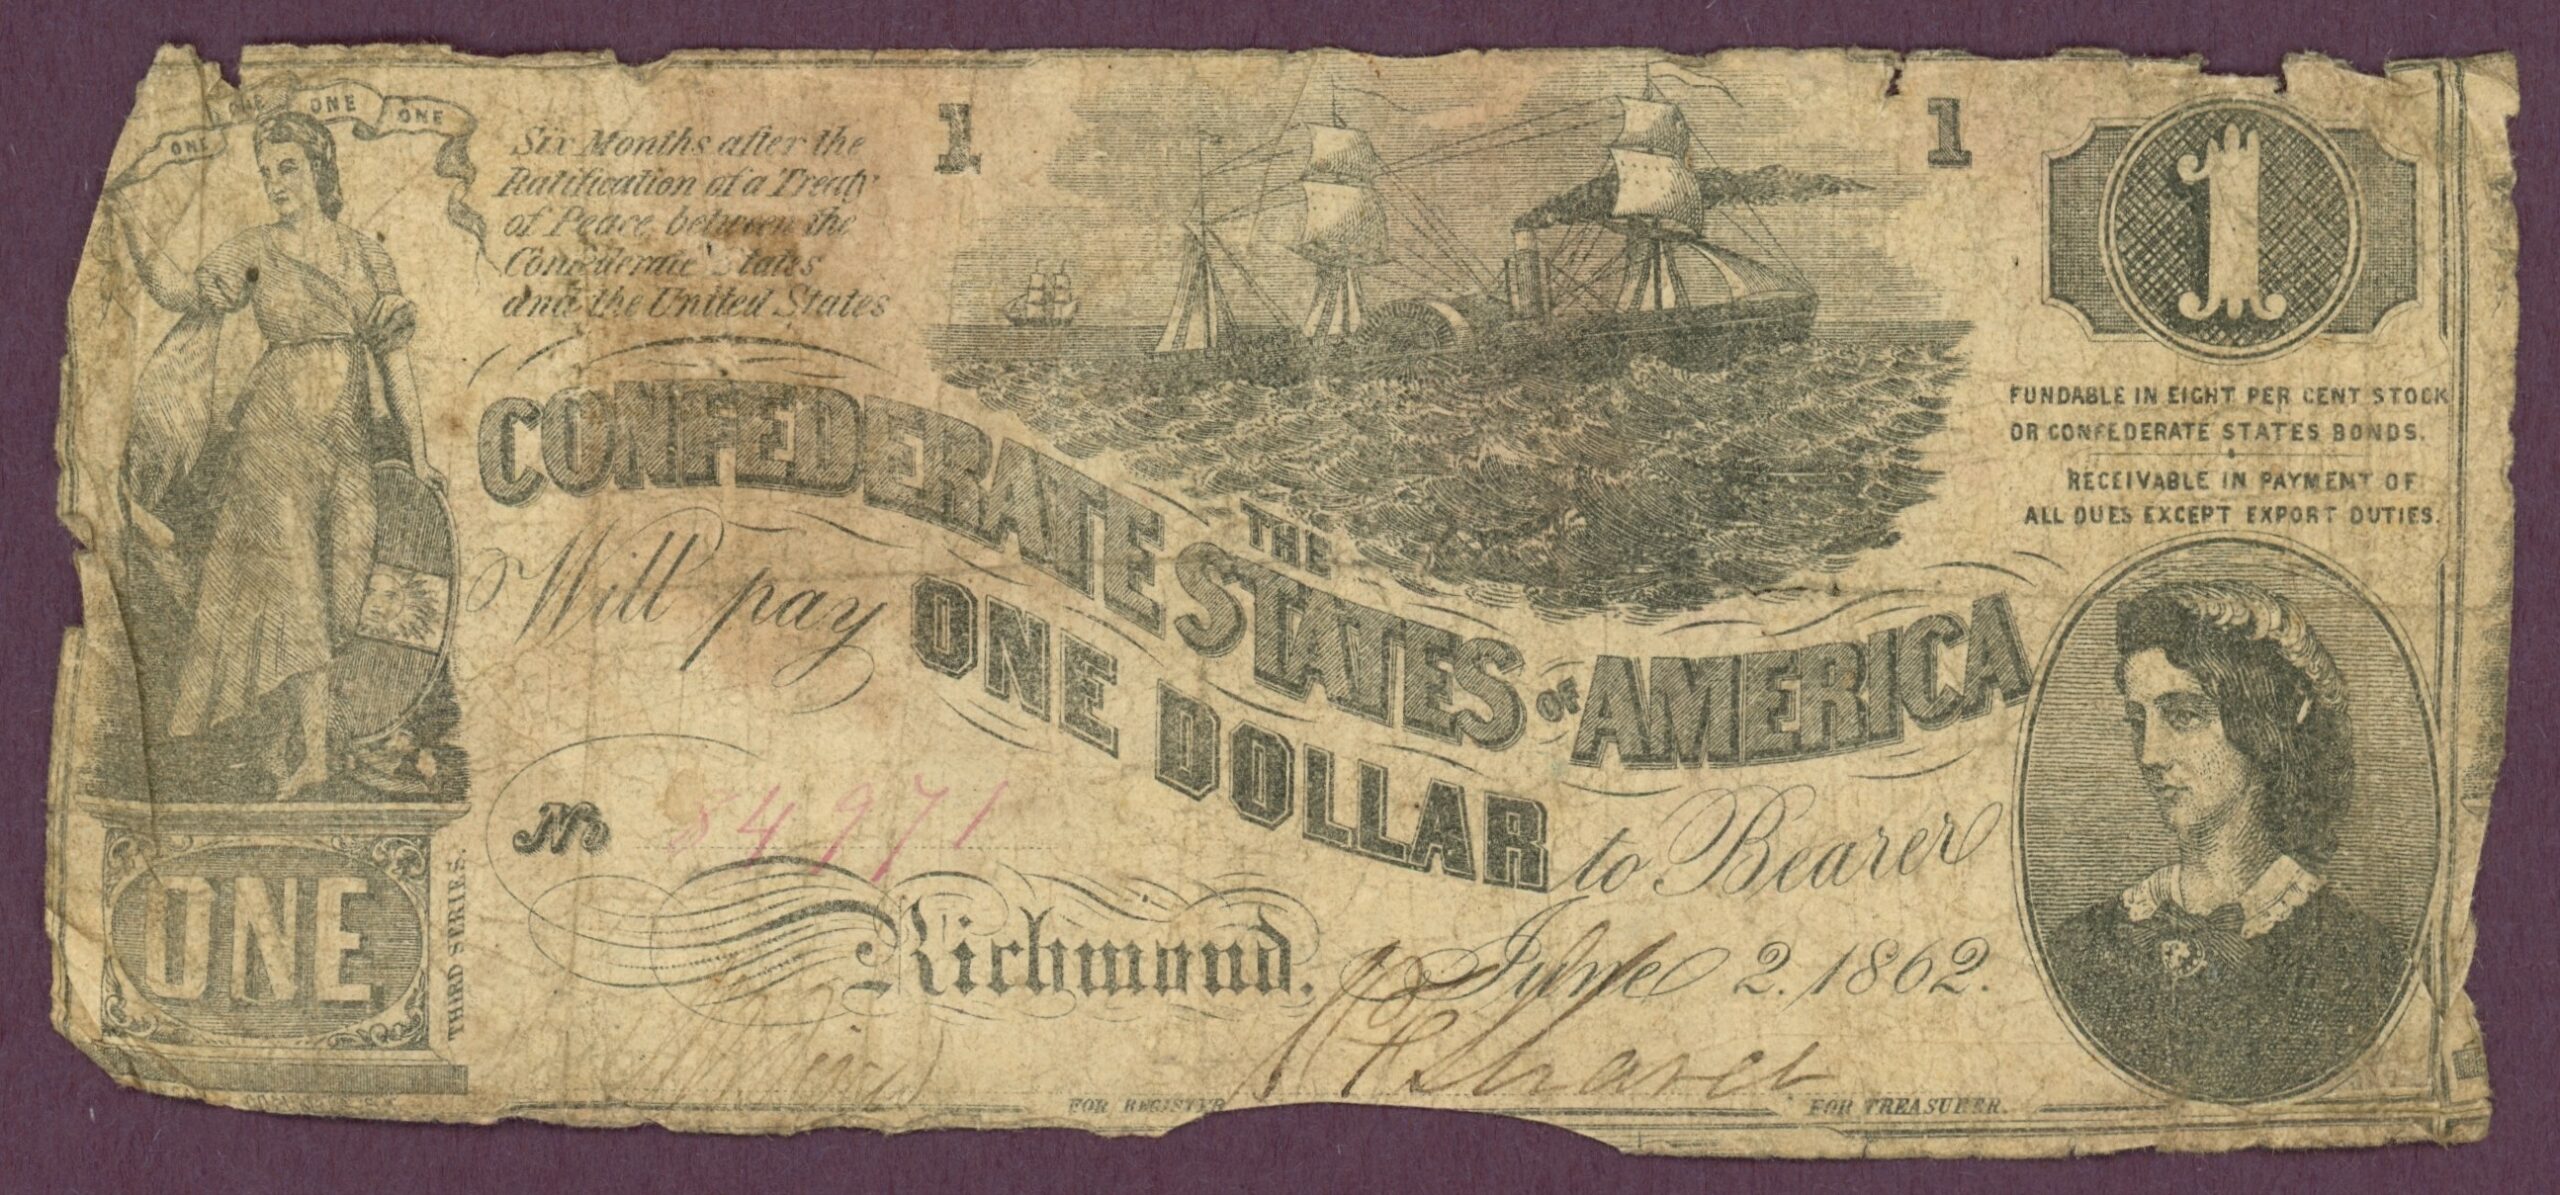 ONE ONE ONE ONE
Six Months after the
Ratification of a Treaty
of Peace between the
Confederate States
and the United States
1
1
1
FUNDABLE IN EIGHT PER CENT STOCK
OR CONFEDERATE STATES BONDS.
RECEIVABLE IN PAYMENT OF
ALL DUES EXCEPT EXPORT DUTIES.
THE
CONFEDERATE STATES OF AMERICA
Will pay ONE DOLLAR to Bearer
No 54971
Richmond. June 2. 1862.
ONE
THIRD SERIES.
FOR REGISTER
FOR TREASURER.